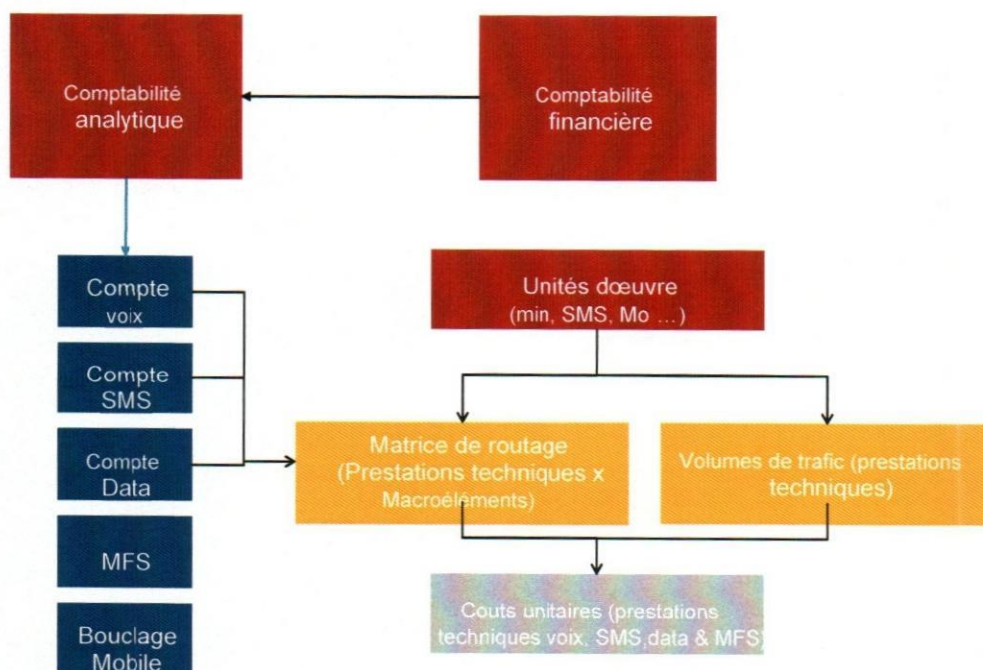 Comptabilité
analytique
Comptabilité
financière
Compte
voix
Compte
SMS
Compte
Data
MFS
Bouclage
Mobile
Unités dœuvre
(min, SMS, Mo ...)
Matrice de routage
(Prestations techniques x
Macroéléments)
Volumes de trafic (prestations
techniques)
Couts unitaires (prestations
techniques voix, SMS,data & MFS)